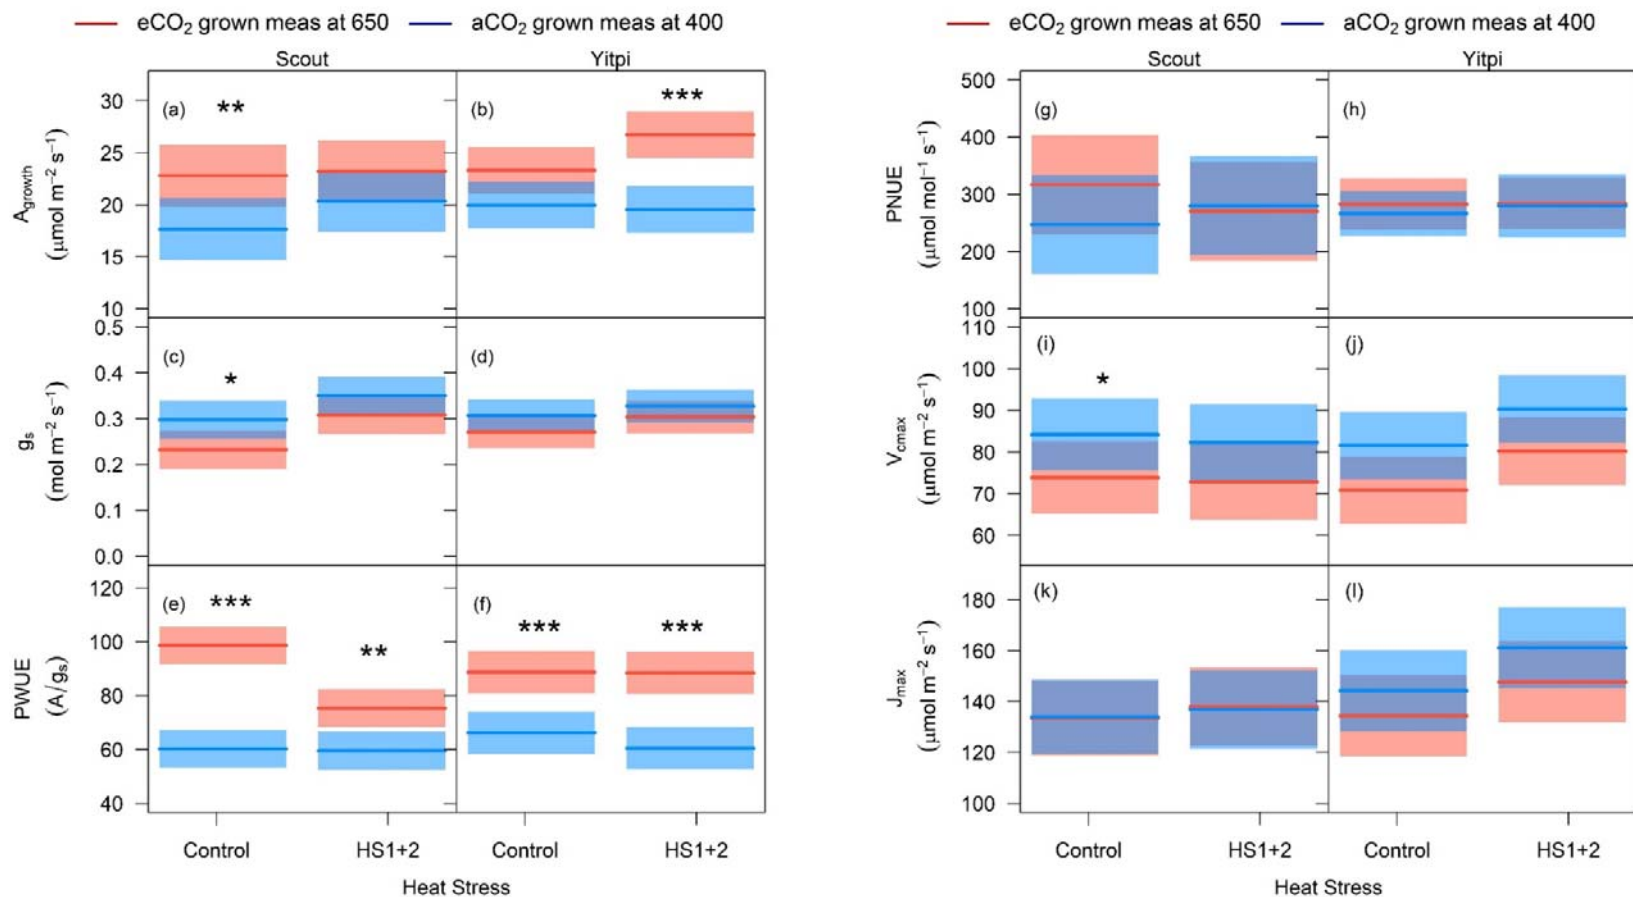 eCO₂ grown meas at 650 aCO₂ grown meas at 400
Scout Yitpi
(a) ** (b) ***
30
25
20
15
10
A_growth
(μmol m⁻² s⁻¹)
(c) * (d)
0.5
0.4
0.3
0.2
0.1
0.0
g_s
(mol m⁻² s⁻¹)
(e) *** ** (f) *** ***
120
100
80
60
40
PWUE
(A/g_s)
Control HS1+2 Control HS1+2
Heat Stress
eCO₂ grown meas at 650 aCO₂ grown meas at 400
Scout Yitpi
(g) (h)
500
400
300
200
100
PNUE
(μmol mol⁻¹ s⁻¹)
(i) * (j)
110
100
90
80
70
60
V_cmax
(μmol m⁻² s⁻¹)
(k) (l)
180
160
140
120
100
J_max
(μmol m⁻² s⁻¹)
Control HS1+2 Control HS1+2
Heat Stress